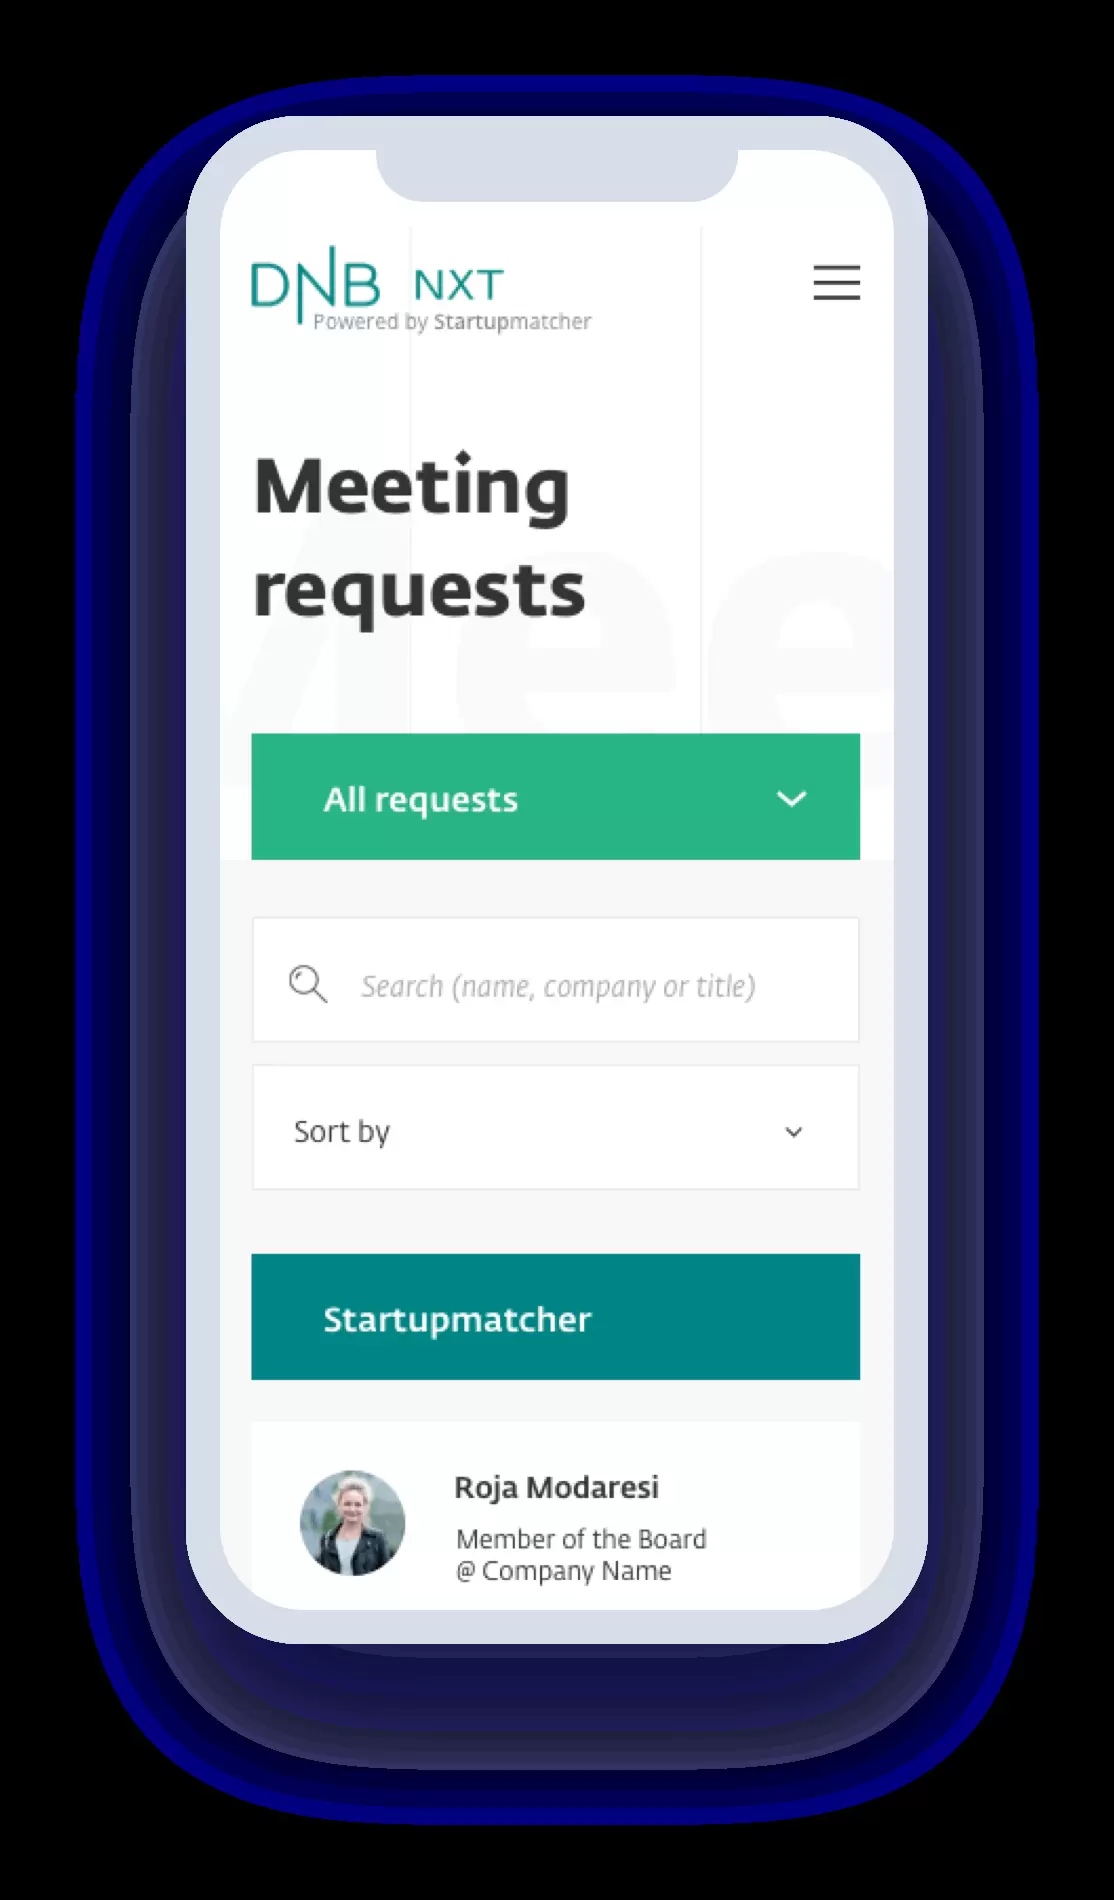 DNB NXT
Powered by Startupmatcher
Meeting
requests
Mee
All requests
Search (name, company or title)
Sort by
Startupmatcher
Roja Modaresi
Member of the Board
@ Company Name